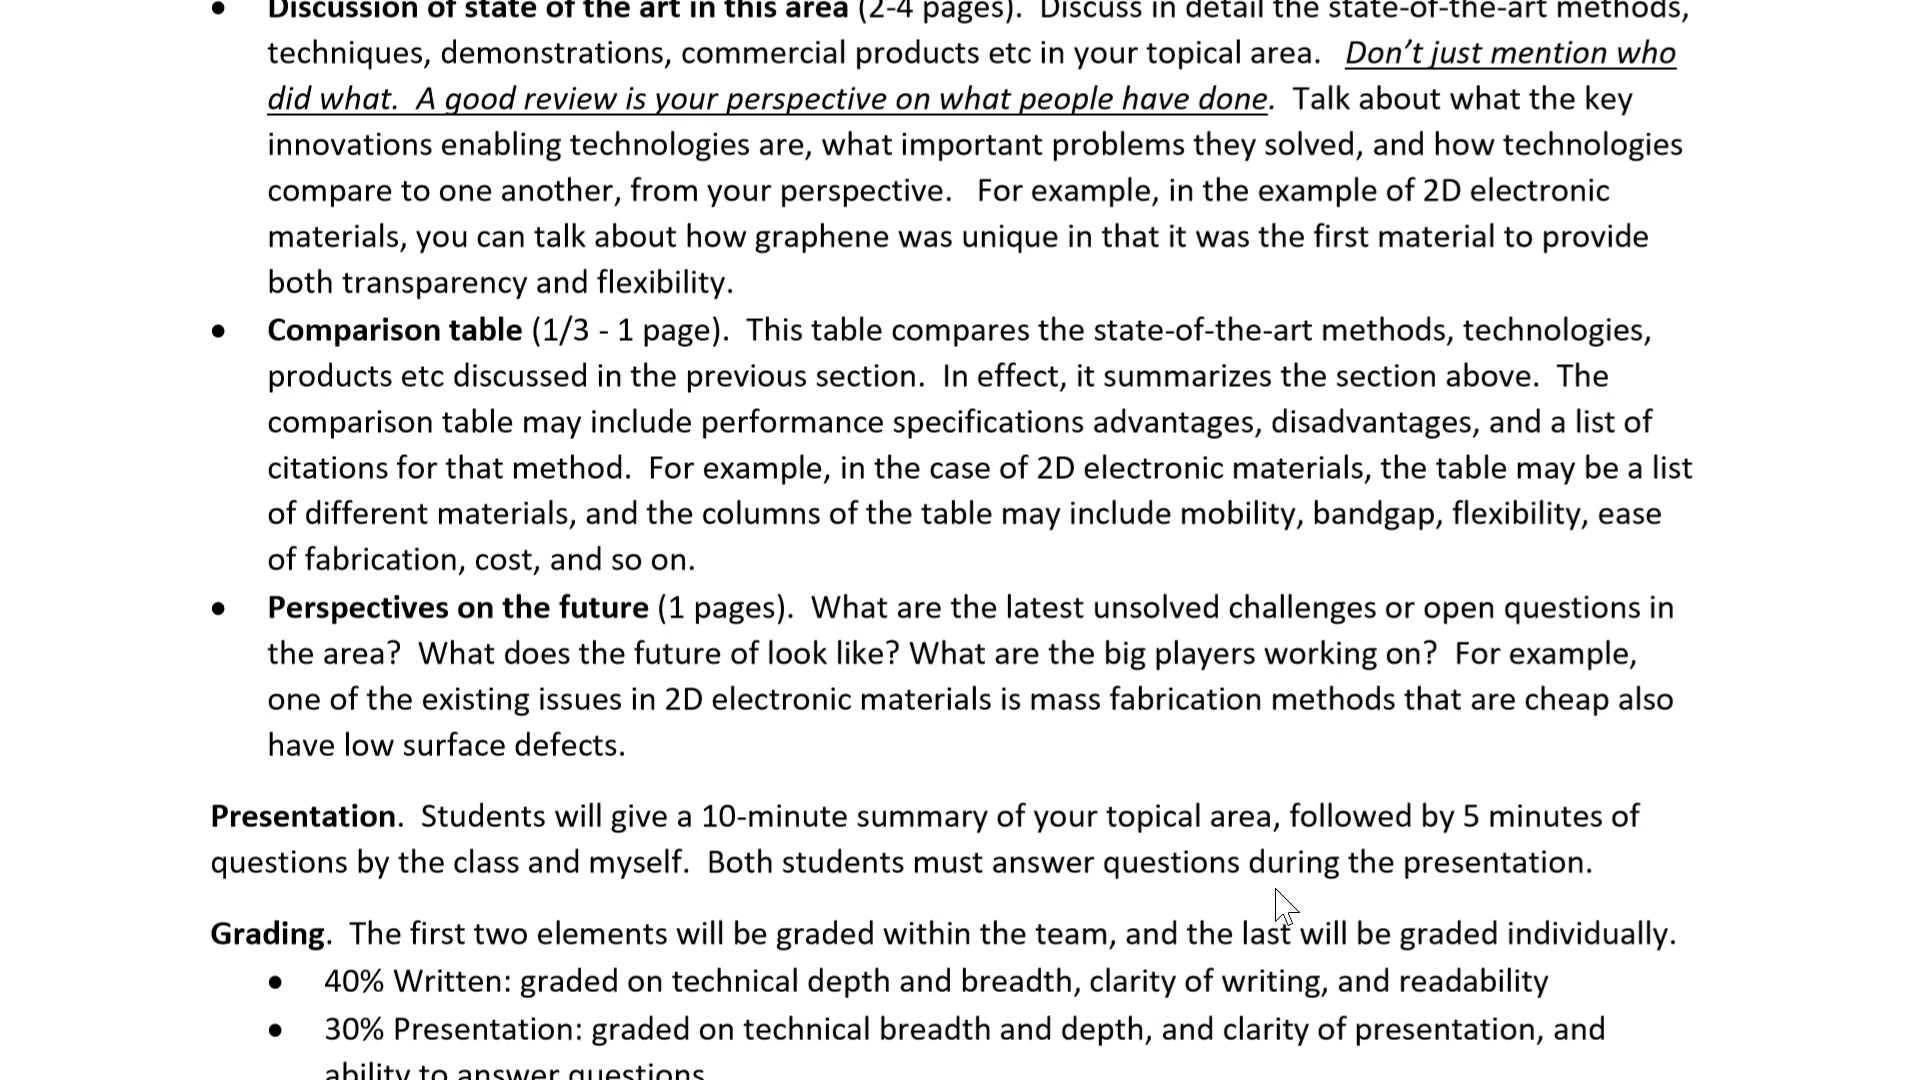 • Discussion of state of the art in this area (2-4 pages).  Discuss in detail the state-of-the-art methods,
techniques, demonstrations, commercial products etc in your topical area.   Don’t just mention who
did what.  A good review is your perspective on what people have done.  Talk about what the key
innovations enabling technologies are, what important problems they solved, and how technologies
compare to one another, from your perspective.   For example, in the example of 2D electronic
materials, you can talk about how graphene was unique in that it was the first material to provide
both transparency and flexibility.
• Comparison table (1/3 - 1 page).  This table compares the state-of-the-art methods, technologies,
products etc discussed in the previous section.  In effect, it summarizes the section above.  The
comparison table may include performance specifications advantages, disadvantages, and a list of
citations for that method.  For example, in the case of 2D electronic materials, the table may be a list
of different materials, and the columns of the table may include mobility, bandgap, flexibility, ease
of fabrication, cost, and so on.
• Perspectives on the future (1 pages).  What are the latest unsolved challenges or open questions in
the area?  What does the future of look like? What are the big players working on?  For example,
one of the existing issues in 2D electronic materials is mass fabrication methods that are cheap also
have low surface defects.
Presentation.  Students will give a 10-minute summary of your topical area, followed by 5 minutes of
questions by the class and myself.  Both students must answer questions during the presentation.
Grading.  The first two elements will be graded within the team, and the last will be graded individually.
• 40% Written: graded on technical depth and breadth, clarity of writing, and readability
• 30% Presentation: graded on technical breadth and depth, and clarity of presentation, and
ability to answer questions